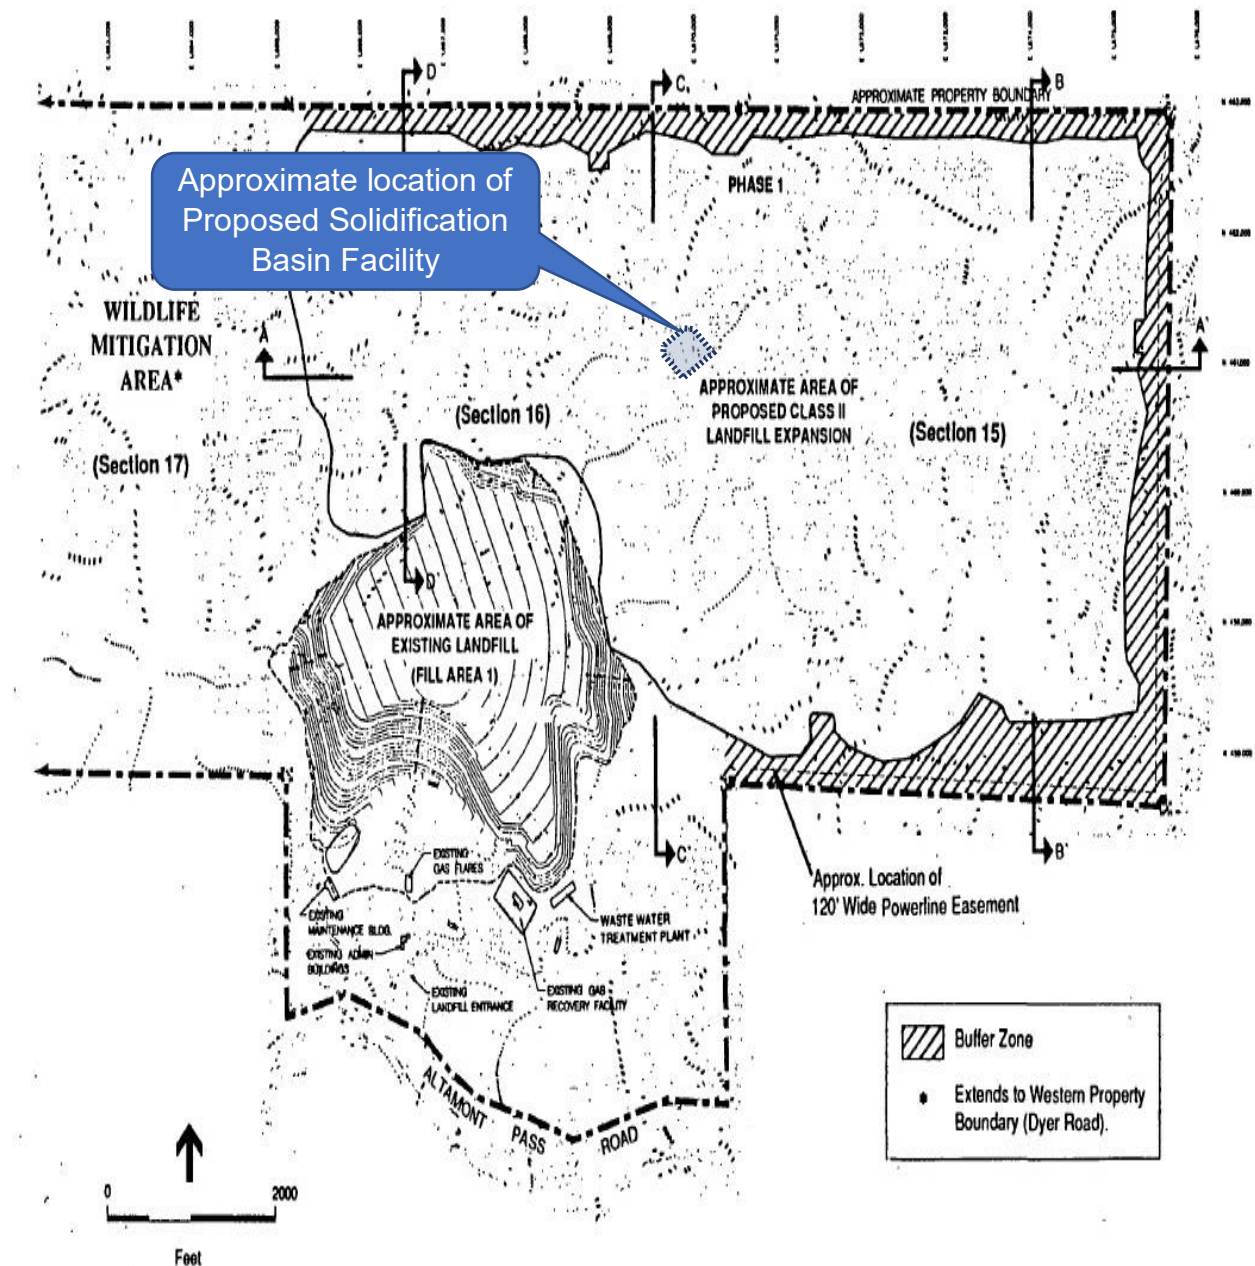 D
C
B
APPROXIMATE PROPERTY BOUNDARY
Approximate location of
Proposed Solidification
Basin Facility
PHASE 1
WILDLIFE
MITIGATION
AREA*
A
A'
APPROXIMATE AREA OF
PROPOSED CLASS II
LANDFILL EXPANSION
(Section 16)
(Section 15)
(Section 17)
D'
APPROXIMATE AREA OF
EXISTING LANDFILL
(FILL AREA 1)
C'
B'
EXISTING
GAS FLARES
Approx. Location of
120' Wide Powerline Easement
EXISTING
MAINTENANCE BLDG.
WASTE WATER
TREATMENT PLANT
EXISTING ADMIN
BUILDINGS
EXISTING
LANDFILL ENTRANCE
EXISTING GAS
RECOVERY FACILITY
ALTAMONT PASS ROAD
Buffer Zone
* Extends to Western Property
Boundary (Dyer Road).
0 2000
Feet